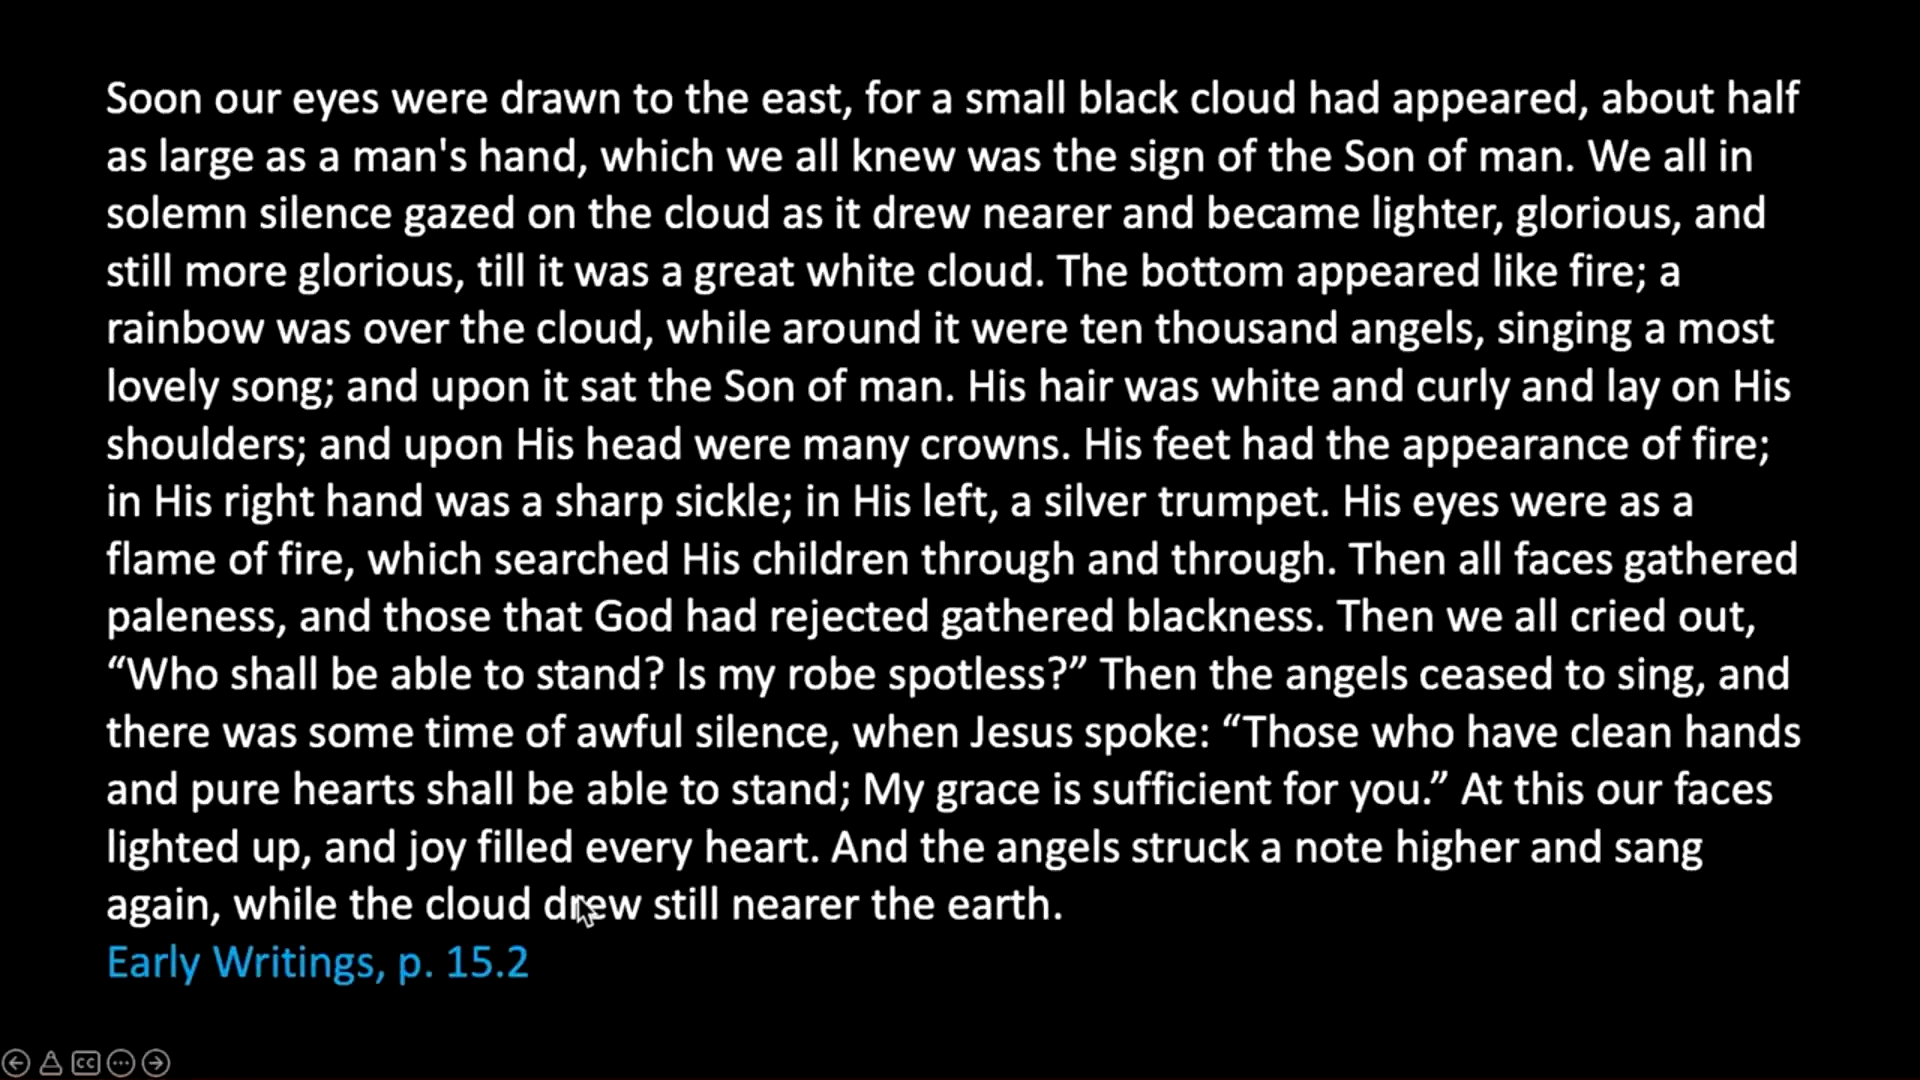 Soon our eyes were drawn to the east, for a small black cloud had appeared, about half
as large as a man's hand, which we all knew was the sign of the Son of man. We all in
solemn silence gazed on the cloud as it drew nearer and became lighter, glorious, and
still more glorious, till it was a great white cloud. The bottom appeared like fire; a
rainbow was over the cloud, while around it were ten thousand angels, singing a most
lovely song; and upon it sat the Son of man. His hair was white and curly and lay on His
shoulders; and upon His head were many crowns. His feet had the appearance of fire;
in His right hand was a sharp sickle; in His left, a silver trumpet. His eyes were as a
flame of fire, which searched His children through and through. Then all faces gathered
paleness, and those that God had rejected gathered blackness. Then we all cried out,
“Who shall be able to stand? Is my robe spotless?” Then the angels ceased to sing, and
there was some time of awful silence, when Jesus spoke: “Those who have clean hands
and pure hearts shall be able to stand; My grace is sufficient for you.” At this our faces
lighted up, and joy filled every heart. And the angels struck a note higher and sang
again, while the cloud drew still nearer the earth.
Early Writings, p. 15.2
CC